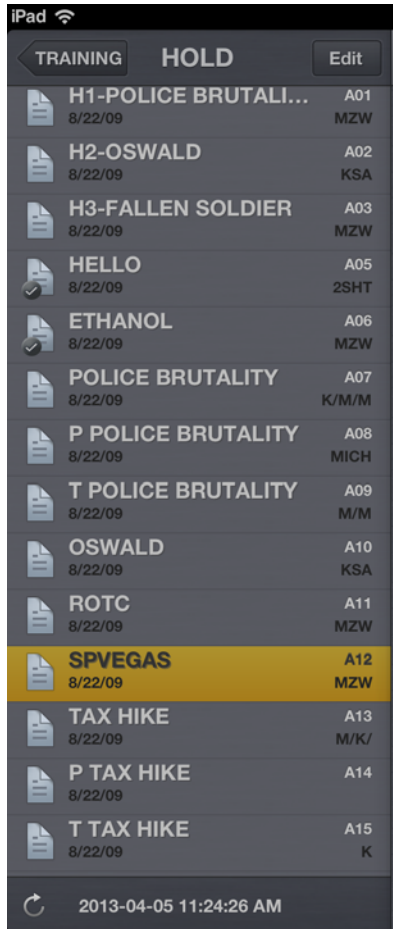 iPad
TRAINING HOLD Edit
H1-POLICE BRUTALI... A01
8/22/09 MZW
H2-OSWALD A02
8/22/09 KSA
H3-FALLEN SOLDIER A03
8/22/09 MZW
HELLO A05
8/22/09 2SHT
ETHANOL A06
8/22/09 MZW
POLICE BRUTALITY A07
8/22/09 K/M/M
P POLICE BRUTALITY A08
8/22/09 MICH
T POLICE BRUTALITY A09
8/22/09 M/M
OSWALD A10
8/22/09 KSA
ROTC A11
8/22/09 MZW
SPVEGAS A12
8/22/09 MZW
TAX HIKE A13
8/22/09 M/K/
P TAX HIKE A14
8/22/09
T TAX HIKE A15
8/22/09 K
2013-04-05 11:24:26 AM